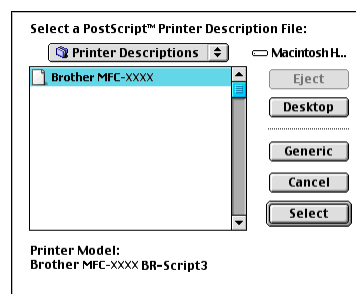 Select a PostScript™ Printer Description File:
Printer Descriptions
Macintosh H...
Brother MFC-XXXX
Eject
Desktop
Generic
Cancel
Select
Printer Model:
Brother MFC-XXXX BR-Script3